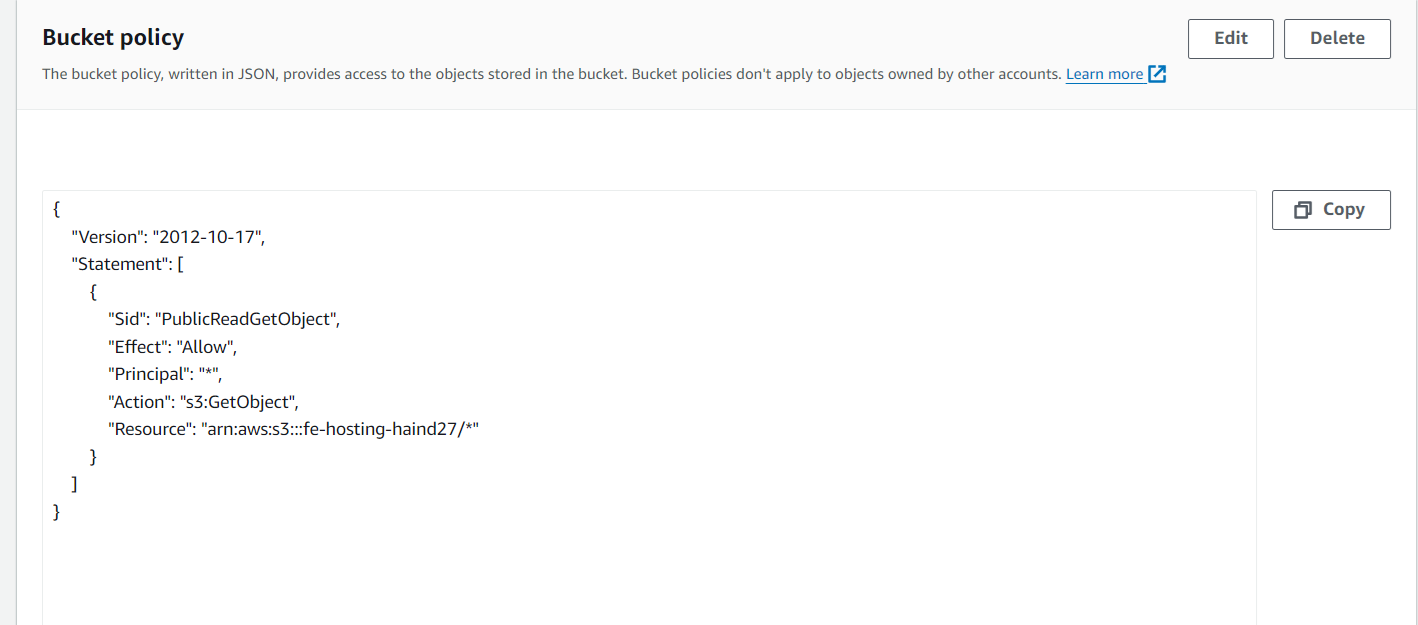 Bucket policy
Edit
Delete
The bucket policy, written in JSON, provides access to the objects stored in the bucket. Bucket policies don't apply to objects owned by other accounts. Learn more
Copy
{
"Version": "2012-10-17",
"Statement": [
{
"Sid": "PublicReadGetObject",
"Effect": "Allow",
"Principal": "*",
"Action": "s3:GetObject",
"Resource": "arn:aws:s3:::fe-hosting-haind27/*"
}
]
}